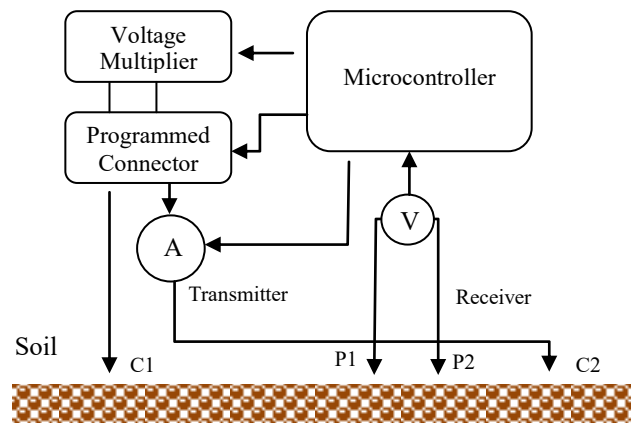 Voltage
Multiplier
Microcontroller
Programmed
Connector
V
A
Transmitter
Receiver
Soil
C1
P1
P2
C2